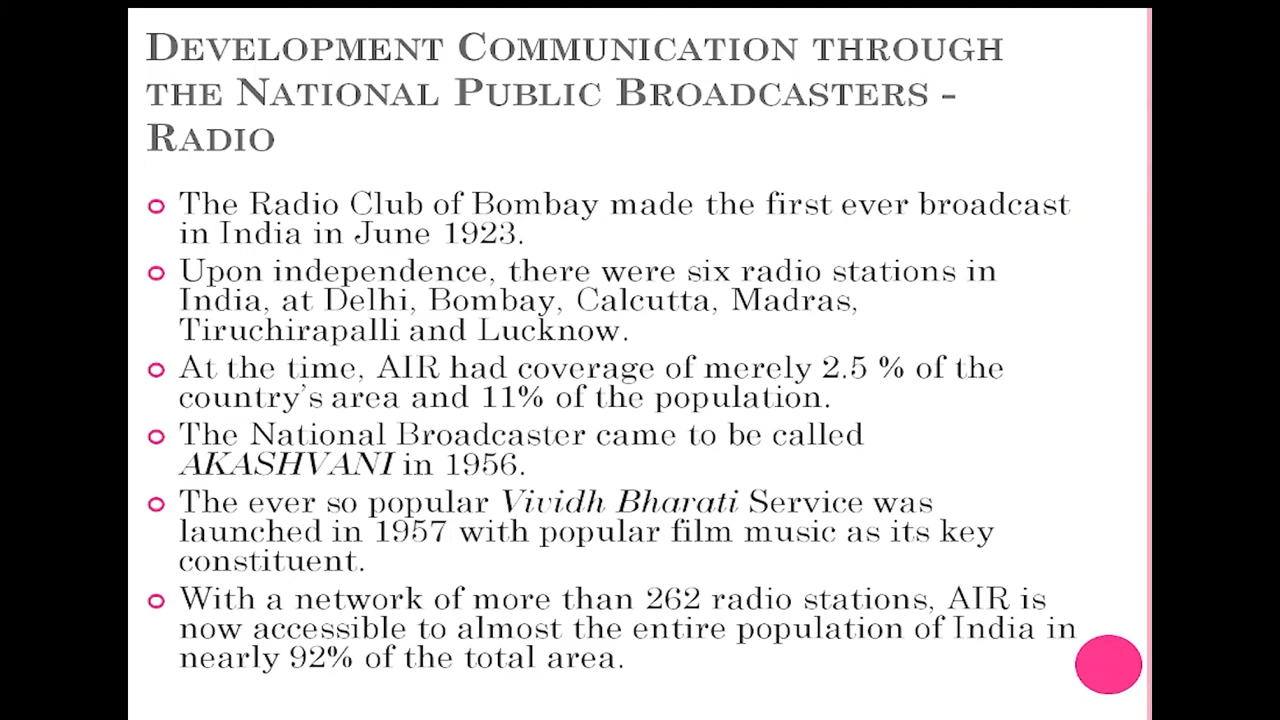 DEVELOPMENT COMMUNICATION THROUGH
THE NATIONAL PUBLIC BROADCASTERS -
RADIO
The Radio Club of Bombay made the first ever broadcast
in India in June 1923.
Upon independence, there were six radio stations in
India, at Delhi, Bombay, Calcutta, Madras,
Tiruchirapalli and Lucknow.
At the time, AIR had coverage of merely 2.5 % of the
country's area and 11% of the population.
The National Broadcaster came to be called
AKASHVANI in 1956.
The ever so popular Vividh Bharati Service was
launched in 1957 with popular film music as its key
constituent.
With a network of more than 262 radio stations, AIR is
now accessible to almost the entire population of India in
nearly 92% of the total area.